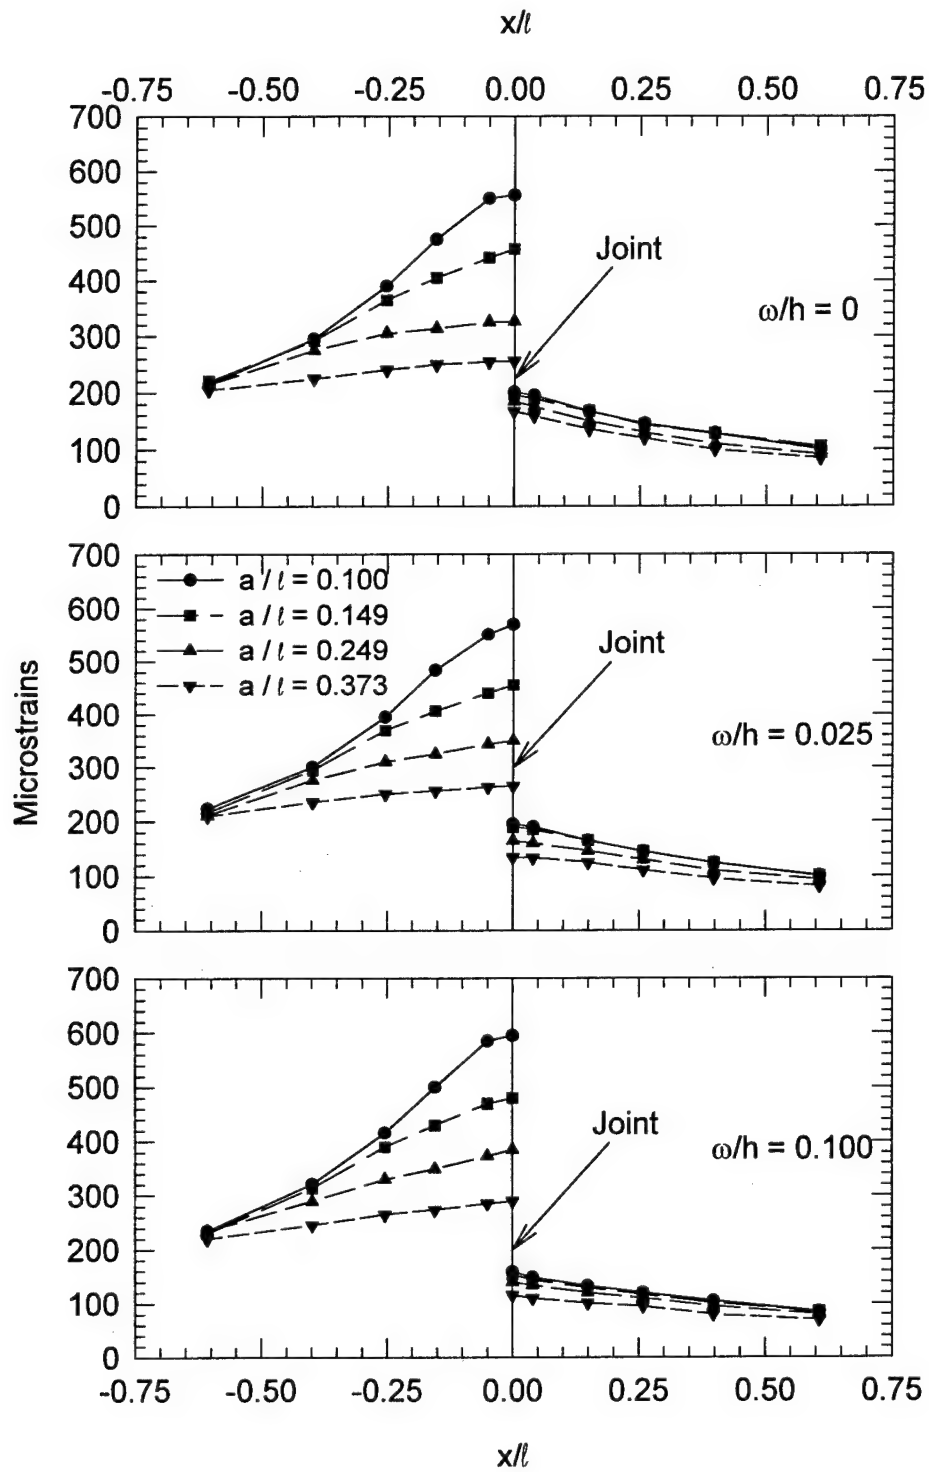 x/ℓ
-0.75 -0.50 -0.25 0.00 0.25 0.50 0.75
700
600
500
400
300
200
100
0
Joint
ω/h = 0
700
600
500
400
300
200
100
0
a / ℓ = 0.100
a / ℓ = 0.149
a / ℓ = 0.249
a / ℓ = 0.373
Joint
ω/h = 0.025
Microstrains
700
600
500
400
300
200
100
0
Joint
ω/h = 0.100
-0.75 -0.50 -0.25 0.00 0.25 0.50 0.75
x/ℓ